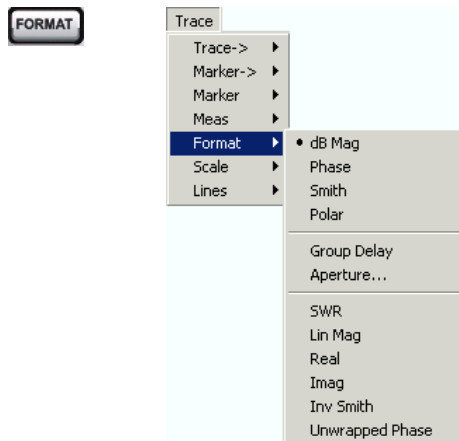 FORMAT
Trace
Trace->
Marker->
Marker
Meas
Format
Scale
Lines
dB Mag
Phase
Smith
Polar
Group Delay
Aperture...
SWR
Lin Mag
Real
Imag
Inv Smith
Unwrapped Phase